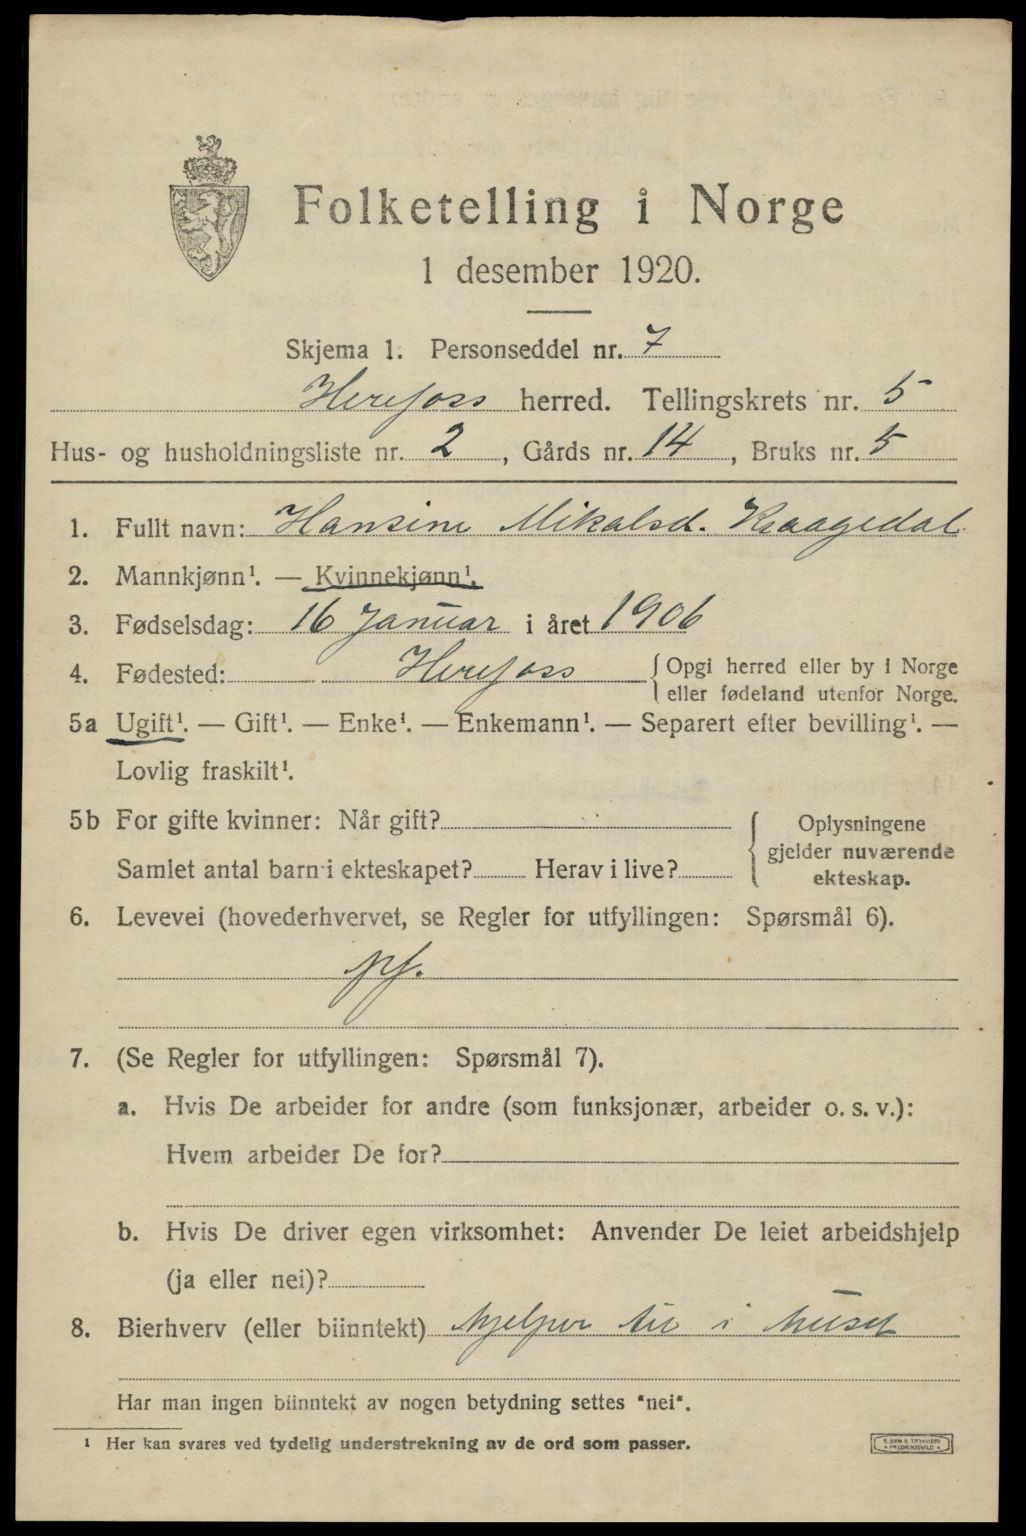 Folketelling i Norge
1 desember 1920.
Skjema 1. Personseddel nr. 7
Herefoss herred. Tellingskrets nr. 5
Hus- og husholdningsliste nr. 2, Gårds nr. 14, Bruks nr. 5
1. Fullt navn: Hansine Mikalsd. Kraagedal
2. Mannkjønn¹. — Kvinnekjønn¹.
3. Fødselsdag: 16 Januar i året 1906
4. Fødested: Herefoss {Opgi herred eller by i Norge
eller fødeland utenfor Norge.
5a Ugift¹. — Gift¹. — Enke¹. — Enkemann¹. — Separert efter bevilling¹. —
Lovlig fraskilt¹.
5b For gifte kvinner: Når gift?
Samlet antal barn i ekteskapet? Herav i live?
Oplysningene
gjelder nuværende
ekteskap.
6. Levevei (hovederhvervet, se Regler for utfyllingen: Spørsmål 6).
pf.
7. (Se Regler for utfyllingen: Spørsmål 7).
a. Hvis De arbeider for andre (som funksjonær, arbeider o. s. v.):
Hvem arbeider De for?
b. Hvis De driver egen virksomhet: Anvender De leiet arbeidshjelp
(ja eller nei)?
8. Bierhverv (eller biinntekt) hjelper til i huset
Har man ingen biinntekt av nogen betydning settes "nei".
¹ Her kan svares ved tydelig understrekning av de ord som passer.